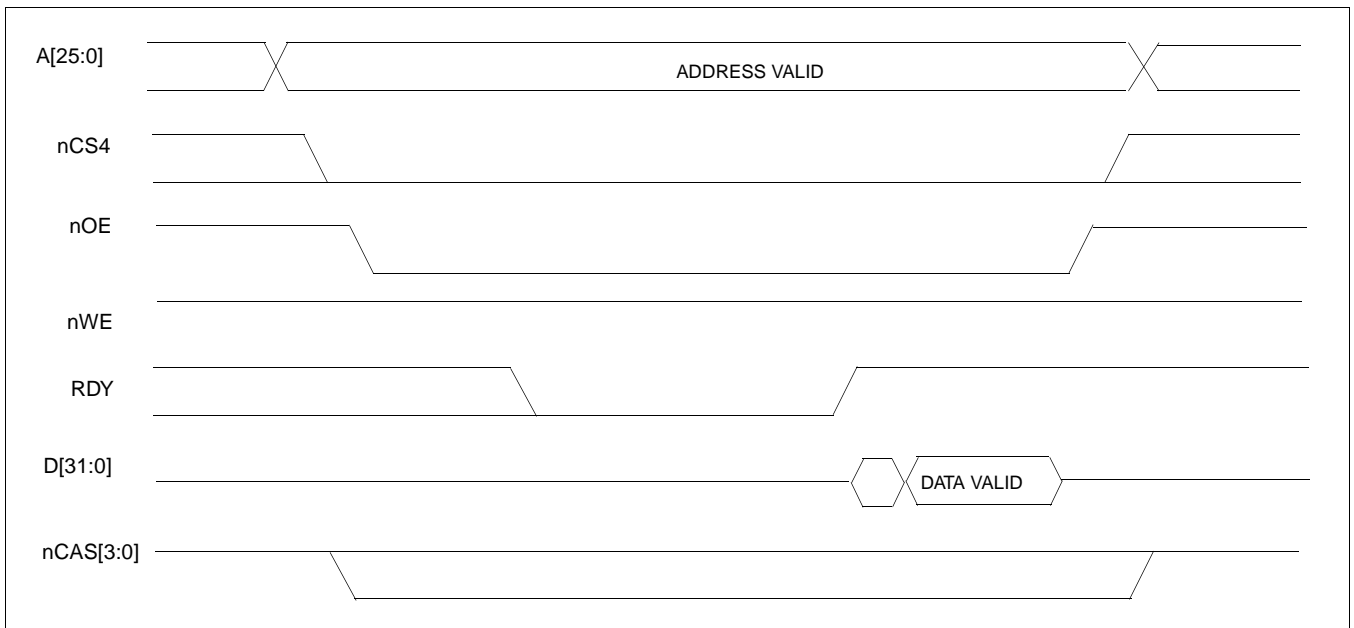 A[25:0]
ADDRESS VALID
nCS4
nOE
nWE
RDY
D[31:0]
DATA VALID
nCAS[3:0]